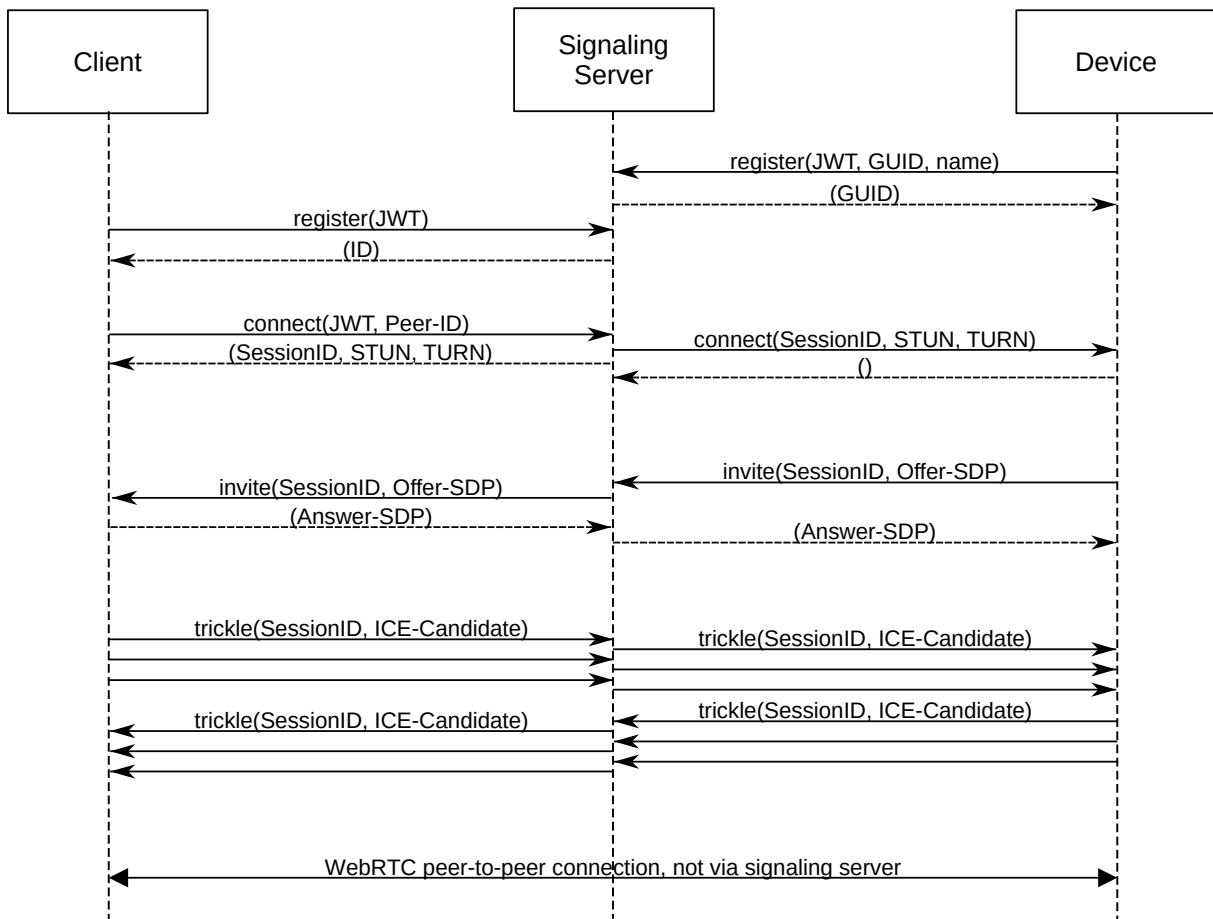 Client
Signaling
Server
Device
register(JWT, GUID, name)
(GUID)
register(JWT)
(ID)
connect(JWT, Peer-ID)
(SessionID, STUN, TURN)
connect(SessionID, STUN, TURN)
()
invite(SessionID, Offer-SDP)
invite(SessionID, Offer-SDP)
(Answer-SDP)
(Answer-SDP)
trickle(SessionID, ICE-Candidate)
trickle(SessionID, ICE-Candidate)
trickle(SessionID, ICE-Candidate)
trickle(SessionID, ICE-Candidate)
WebRTC peer-to-peer connection, not via signaling server